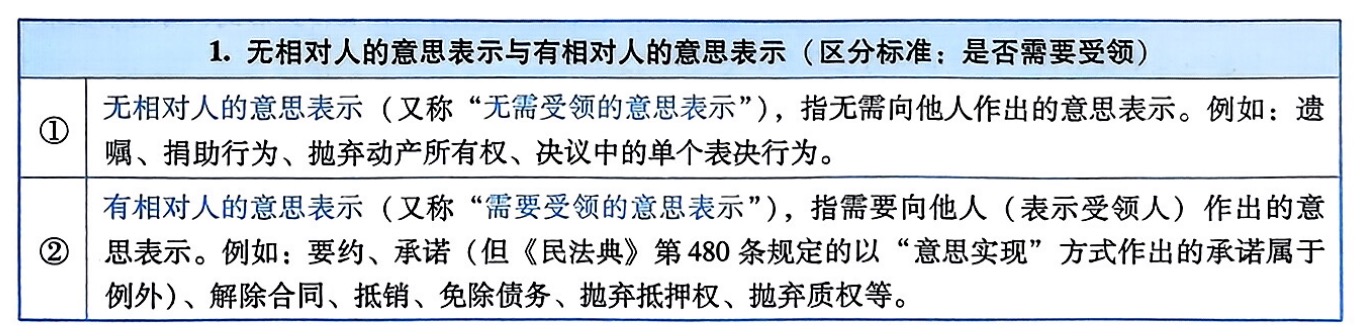 1. 无相对人的意思表示与有相对人的意思表示（区分标准：是否需要受领）
① 无相对人的意思表示（又称“无需受领的意思表示”），指无需向他人作出的意思表示。例如：遗
嘱、捐助行为、抛弃动产所有权、决议中的单个表决行为。
② 有相对人的意思表示（又称“需要受领的意思表示”），指需要向他人（表示受领人）作出的意
思表示。例如：要约、承诺（但《民法典》第480条规定的以“意思实现”方式作出的承诺属于
例外）、解除合同、抵销、免除债务、抛弃抵押权、抛弃质权等。